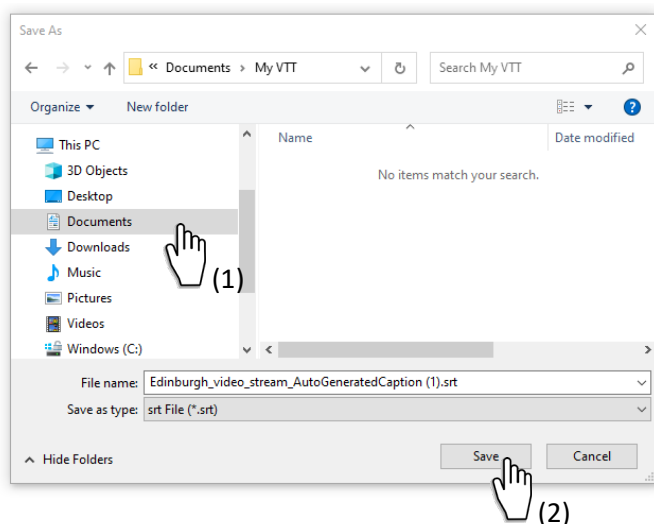 Save As
« Documents › My VTT
Search My VTT
Organize
New folder
?
This PC
3D Objects
Desktop
Documents
Downloads
Music
Pictures
Videos
Windows (C:)
(1)
Name
Date modified
No items match your search.
File name: Edinburgh_video_stream_AutoGeneratedCaption (1).srt
Save as type: srt File (*.srt)
Hide Folders
Save
Cancel
(2)